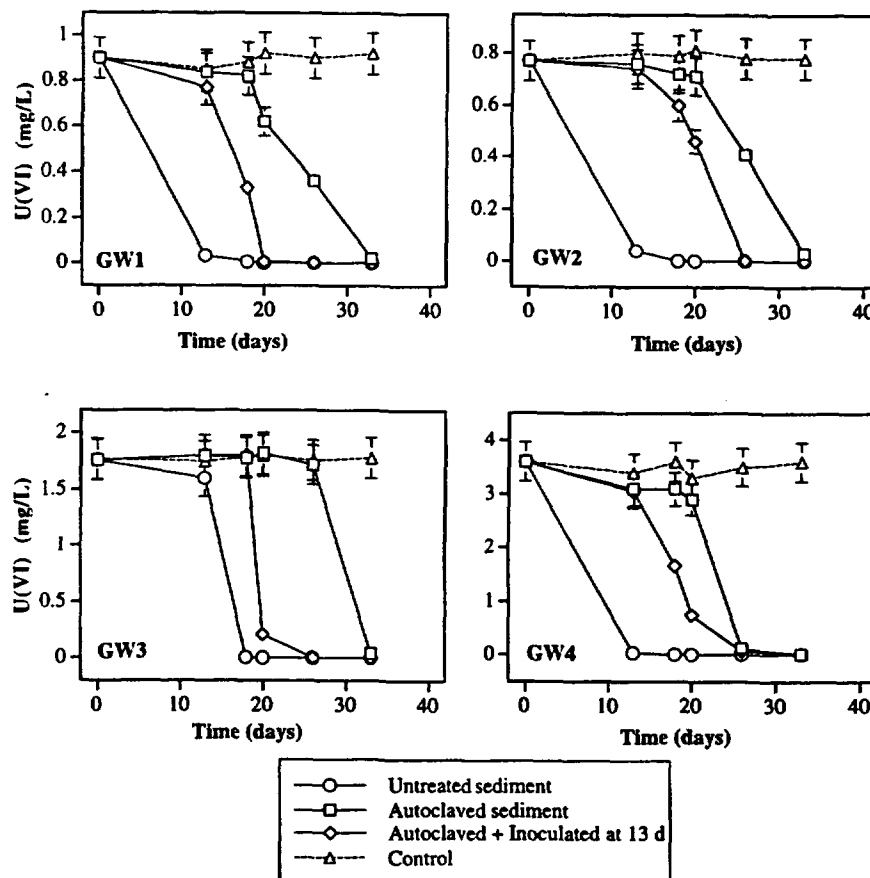 U(VI) (mg/L)
1
0.8
0.6
0.4
0.2
0
GW1
0 10 20 30 40
Time (days)
U(VI) (mg/L)
0.8
0.6
0.4
0.2
0
GW2
0 10 20 30 40
Time (days)
U(VI) (mg/L)
2
1.5
1
0.5
0
GW3
0 10 20 30 40
Time (days)
U(VI) (mg/L)
4
3
2
1
0
GW4
0 10 20 30 40
Time (days)
Untreated sediment
Autoclaved sediment
Autoclaved + Inoculated at 13 d
Control